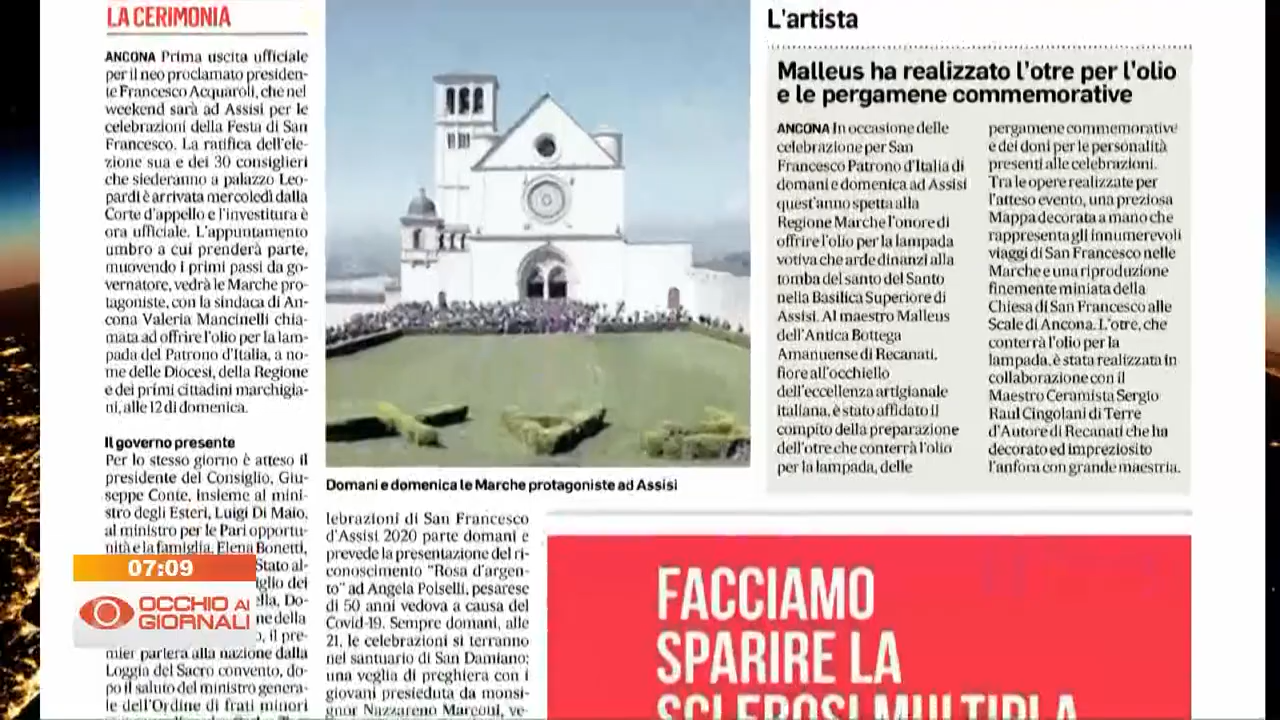 LA CERIMONIA
ANCONA Prima uscita ufficiale
per il neo proclamato presiden-
te Francesco Acquaroli, che nel
weekend sarà ad Assisi per le
celebrazioni della Festa di San
Francesco. La ratifica dell'ele-
zione sua e dei 30 consiglieri
che siederanno a palazzo Leo-
pardi è arrivata mercoledì dalla
Corte d'appello e l'investitura è
ora ufficiale. L'appuntamento
umbro a cui prenderà parte,
muovendo i primi passi da go-
vernatore, vedrà le Marche pro-
tagoniste, con la sindaca di An-
cona Valeria Mancinelli chia-
mata ad offrire l'olio per la lam-
pada del Patrono d'Italia, a no-
me delle Diocesi, della Regione
e dei primi cittadini marchigia-
ni, alle 12 di domenica.
Il governo presente
Per lo stesso giorno è atteso il
presidente del Consiglio, Giu-
seppe Conte, insieme al mini-
stro degli Esteri, Luigi Di Maio,
al ministro per le Pari opportu-
nità e la famiglia, Elena Bonetti,
Stato al-
glio dei
ella, Do-
ne della
o, il pre-
mier parlerà alla nazione dalla
Loggia del Sacro convento, do-
po il saluto del ministro genera-
le dell'Ordine di frati minori
Domani e domenica le Marche protagoniste ad Assisi
lebrazioni di San Francesco
d'Assisi 2020 parte domani e
prevede la presentazione del ri-
conoscimento "Rosa d'argen-
to" ad Angela Polselli, pesarese
di 50 anni vedova a causa del
Covid-19. Sempre domani, alle
21, le celebrazioni si terranno
nel santuario di San Damiano;
una veglia di preghiera con i
giovani presieduta da monsi-
gnor Nazzareno Marconi, ve-
L'artista
Malleus ha realizzato l'otre per l'olio
e le pergamene commemorative
ANCONA In occasione delle
celebrazione per San
Francesco Patrono d'Italia di
domani e domenica ad Assisi
quest'anno spetta alla
Regione Marche l'onore di
offrire l'olio per la lampada
votiva che arde dinanzi alla
tomba del santo del Santo
nella Basilica Superiore di
Assisi. Al maestro Malleus
dell'Antica Bottega
Amanuense di Recanati,
fiore all'occhiello
dell'eccellenza artigianale
italiana, è stato affidato il
compito della preparazione
dell'otre che conterrà l'olio
per la lampada, delle
pergamene commemorative
e dei doni per le personalità
presenti alle celebrazioni.
Tra le opere realizzate per
l'atteso evento, una preziosa
Mappa decorata a mano che
rappresenta gli innumerevoli
viaggi di San Francesco nelle
Marche e una riproduzione
finemente miniata della
Chiesa di San Francesco alle
Scale di Ancona. L'otre, che
conterrà l'olio per la
lampada, è stata realizzata in
collaborazione con il
Maestro Ceramista Sergio
Raul Cingolani di Terre
d'Autore di Recanati che ha
decorato ed impreziosito
l'anfora con grande maestria.
FACCIAMO
SPARIRE LA
SCLEROSI MULTIPLA
07:09
OCCHIO AI
GIORNALI